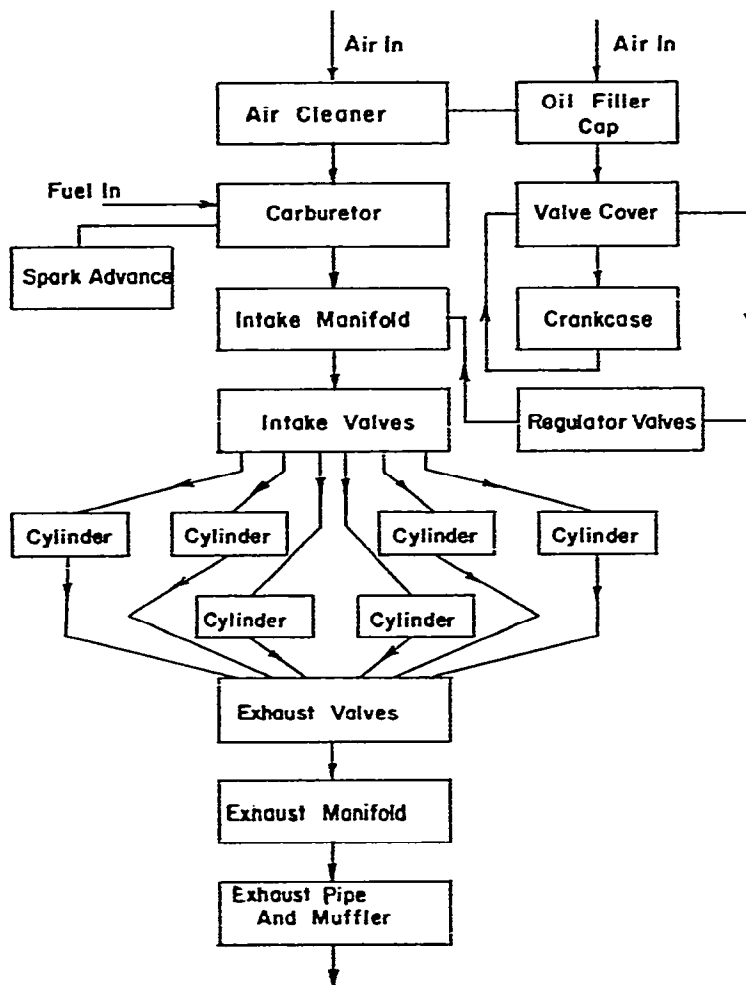 Air In
Air In
Air Cleaner
Oil Filler
Cap
Fuel In
Carburetor
Valve Cover
Spark Advance
Intake Manifold
Crankcase
Intake Valves
Regulator Valves
Cylinder
Cylinder
Cylinder
Cylinder
Cylinder
Cylinder
Exhaust Valves
Exhaust Manifold
Exhaust Pipe
And Muffler